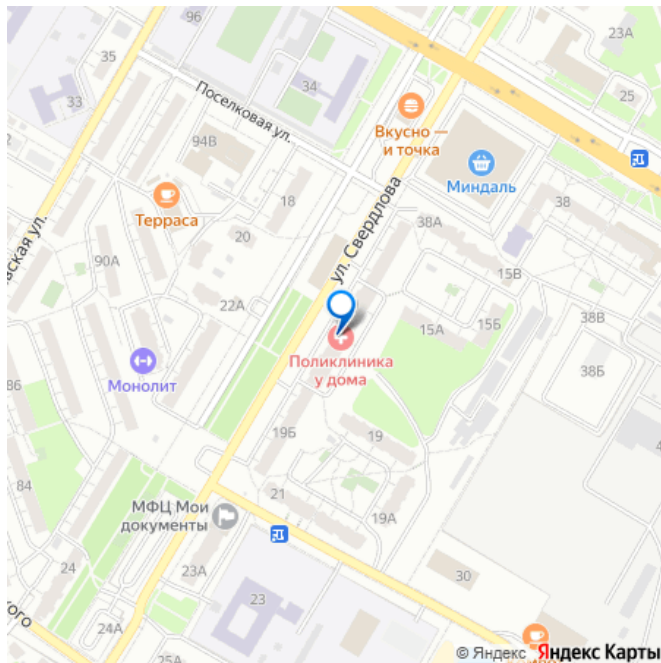 96
23А
35
34
25
33
Поселковая ул.
Вкусно —
и точка
94В
Миндаль
Терраса
18
ул. Свердлова
38А
38
20
90А
15В
22А
38В
15А
15Б
Поликлиника
у дома
Монолит
38Б
86
19Б
19
84
21
МФЦ Мои
документы
19А
24
23А
23
30
24А
© Яндекс Яндекс Карты